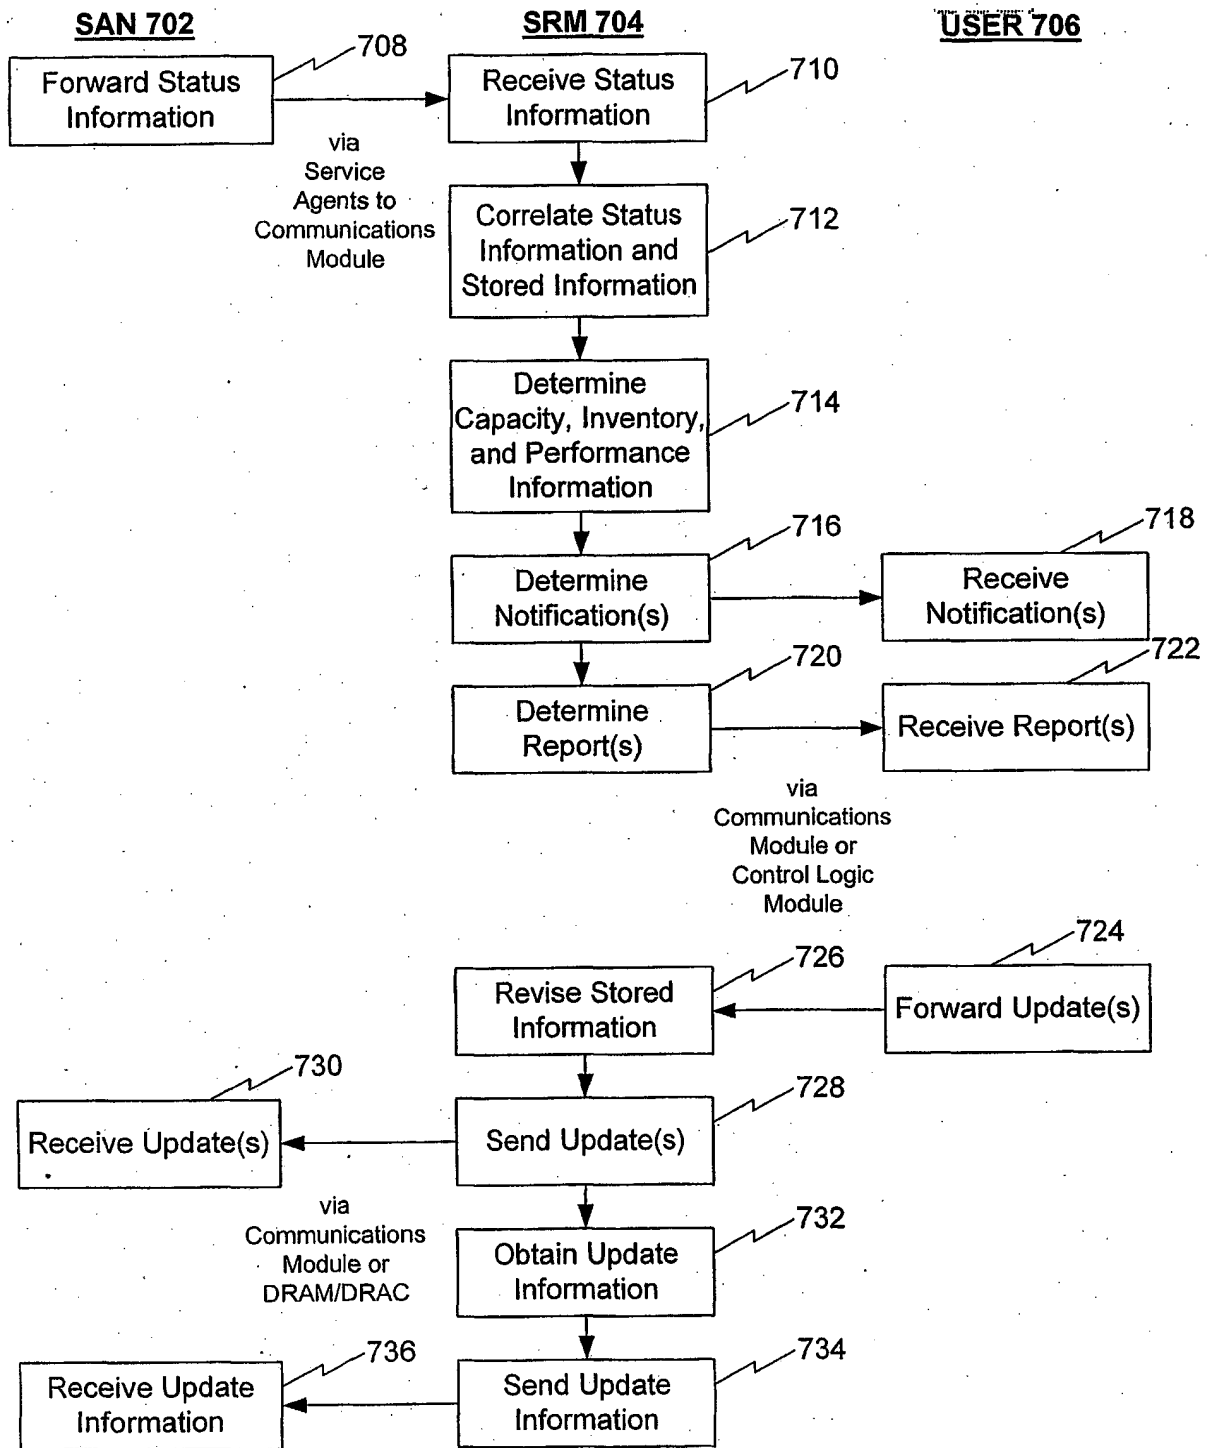 SAN 702
SRM 704
USER 706
708
Forward Status
Information
710
Receive Status
Information
via
Service
Agents to
Communications
Module
712
Correlate Status
Information and
Stored Information
714
Determine
Capacity, Inventory,
and Performance
Information
716
Determine
Notification(s)
718
Receive
Notification(s)
720
Determine
Report(s)
722
Receive Report(s)
via
Communications
Module or
Control Logic
Module
724
Forward Update(s)
726
Revise Stored
Information
728
Send Update(s)
730
Receive Update(s)
via
Communications
Module or
DRAM/DRAC
732
Obtain Update
Information
734
Send Update
Information
736
Receive Update
Information